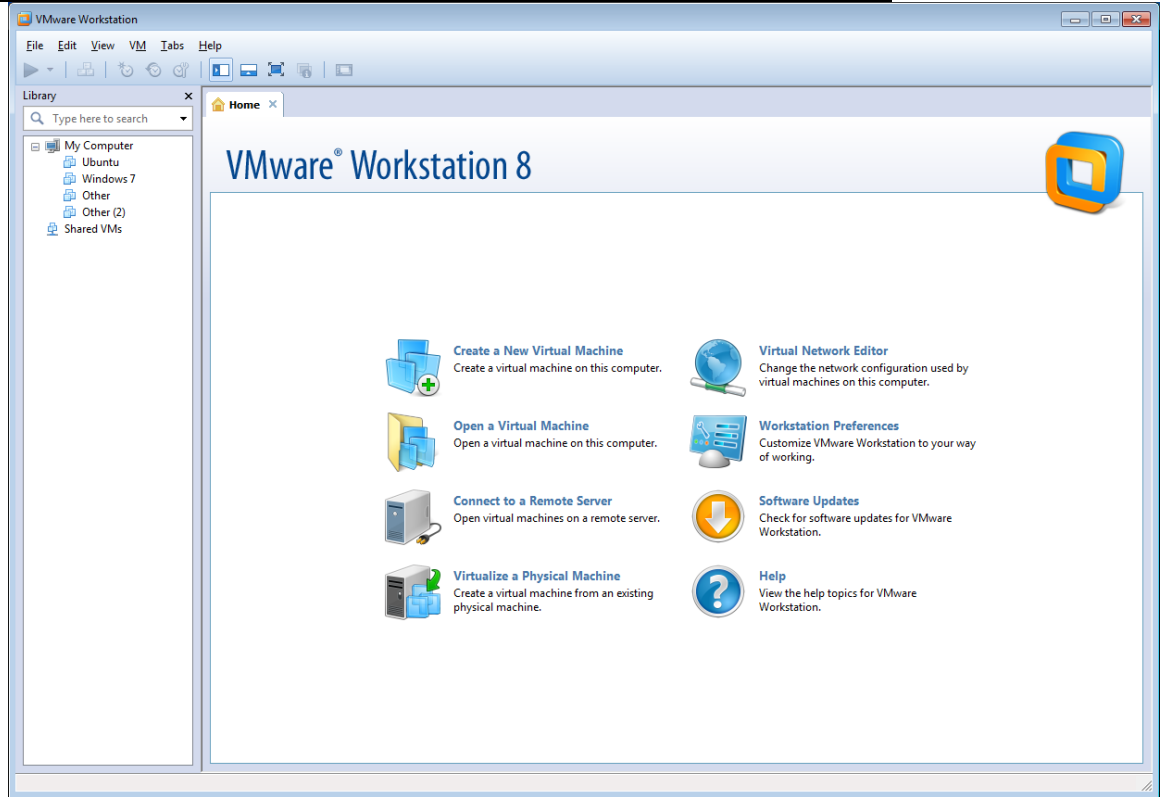 VMware Workstation
File Edit View VM Tabs Help
Library
Type here to search
My Computer
Ubuntu
Windows 7
Other
Other (2)
Shared VMs
Home
VMware® Workstation 8
Create a New Virtual Machine
Create a virtual machine on this computer.
Open a Virtual Machine
Open a virtual machine on this computer.
Connect to a Remote Server
Open virtual machines on a remote server.
Virtualize a Physical Machine
Create a virtual machine from an existing
physical machine.
Virtual Network Editor
Change the network configuration used by
virtual machines on this computer.
Workstation Preferences
Customize VMware Workstation to your way
of working.
Software Updates
Check for software updates for VMware
Workstation.
Help
View the help topics for VMware
Workstation.